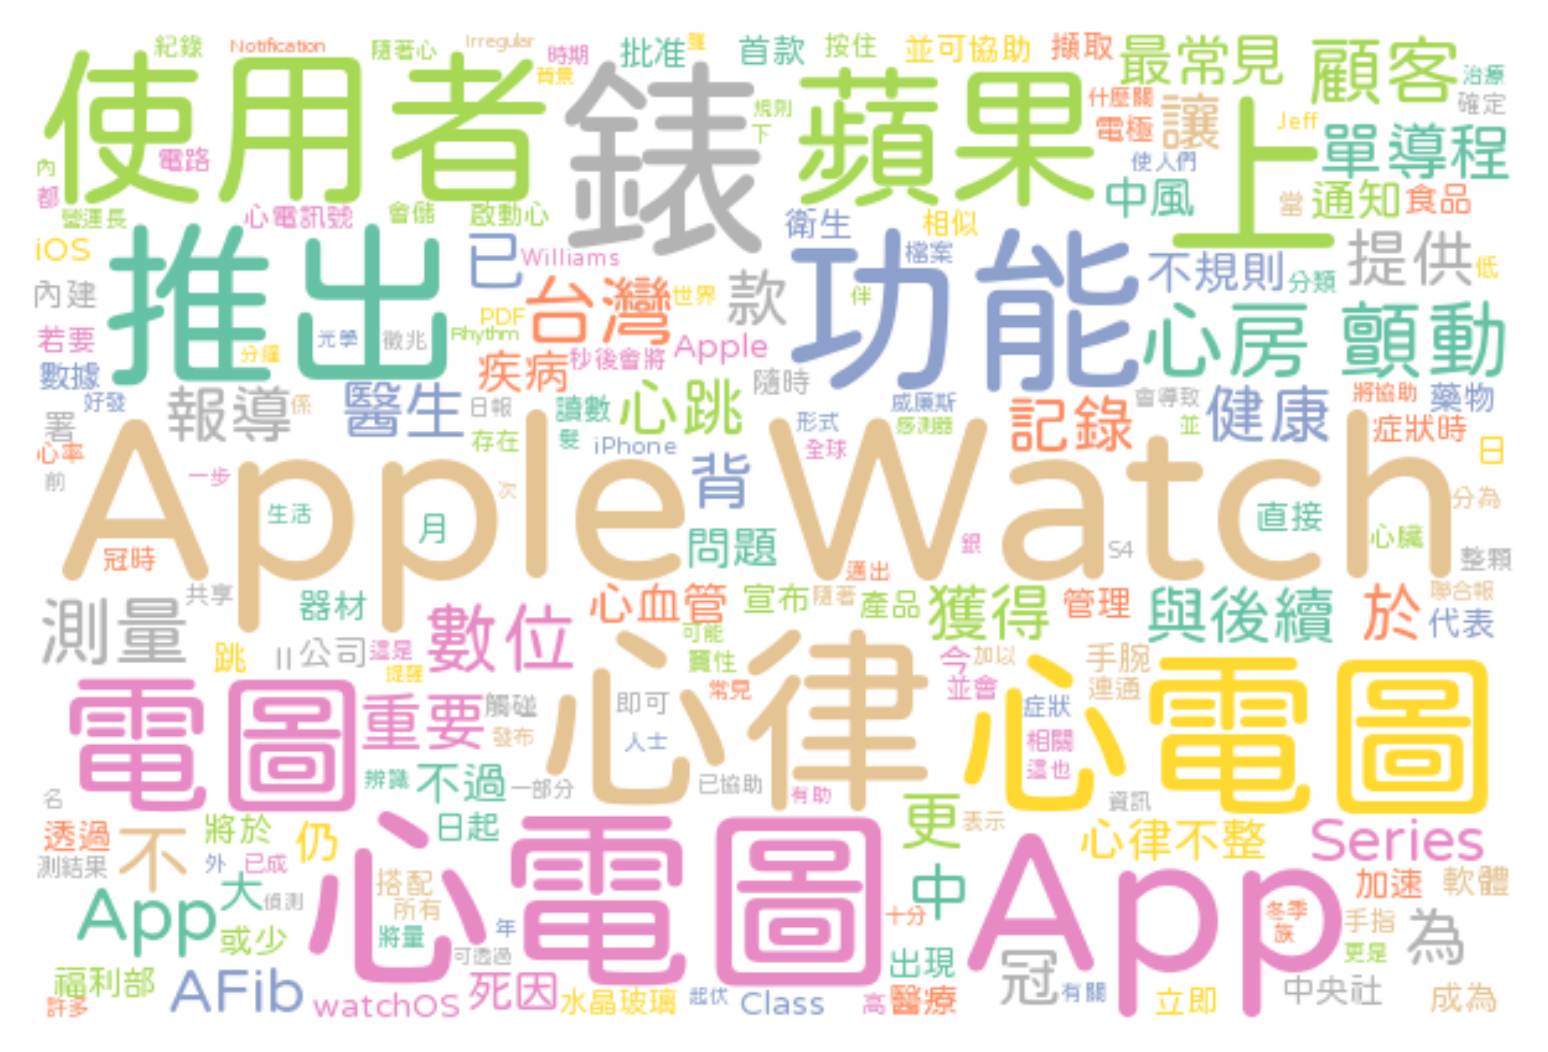 紀錄
Notification
隨著心
Irregular
時期
批准
首款
按住
並可協助
擷取
最常見
顧客
治療
背景
使用者
錶
蘋果
上
規則
下
什麼關
電極
讓
Jeff
確定
單導程
內
電路
使人們
都
營運長
心電訊號
會儲
啟動心
衛生
相似
中風
當
通知
食品
iOS
推出
已
Williams
檔案
功能
不規則
分類
提供
低
內建
PDF
台灣
世界
款
伴
心房
顫動
若要
分鐘
元學
徵兆
Rhythm
秒後會將
Apple
數據
疾病
隨時
好發
報導
係
醫生
日報
讀數
心跳
形式
威廉斯
感測器
記錄
會導致
並
健康
將協助
藥物
署
存在
髮
iPhone
全球
症狀時
日
心率
前
一步
Apple Watch
次
背
分為
生活
月
直接
心臟
冠時
問題
銀
S4
整顆
邁出
共享
器材
測量
數位
心血管
宣布
隨著
產品
獲得
管理
與後續
於
聯合報
代表
跳
公司
這是
提醒
可能
今
加以
手腕
並會
連通
電圖
重要
觸碰
發布
心律
即可
人士
常見
心電圖
症狀
相關
這也
辨識
不過
一部分
已協助
有助
資訊
名
透過
不
將於
仍
日起
更
表示
心律不整
Series
測結果
外
已成
App
大
偵測
搭配
所有
將量
心電圖App
中
十分
加速
軟體
或少
年
可透過
出現
冬季
族
手指
更是
為
福利部
許多
AFib
watchOS
死因
水晶玻璃
起伏
Class
高
醫療
冠
有關
立即
中央社
成為